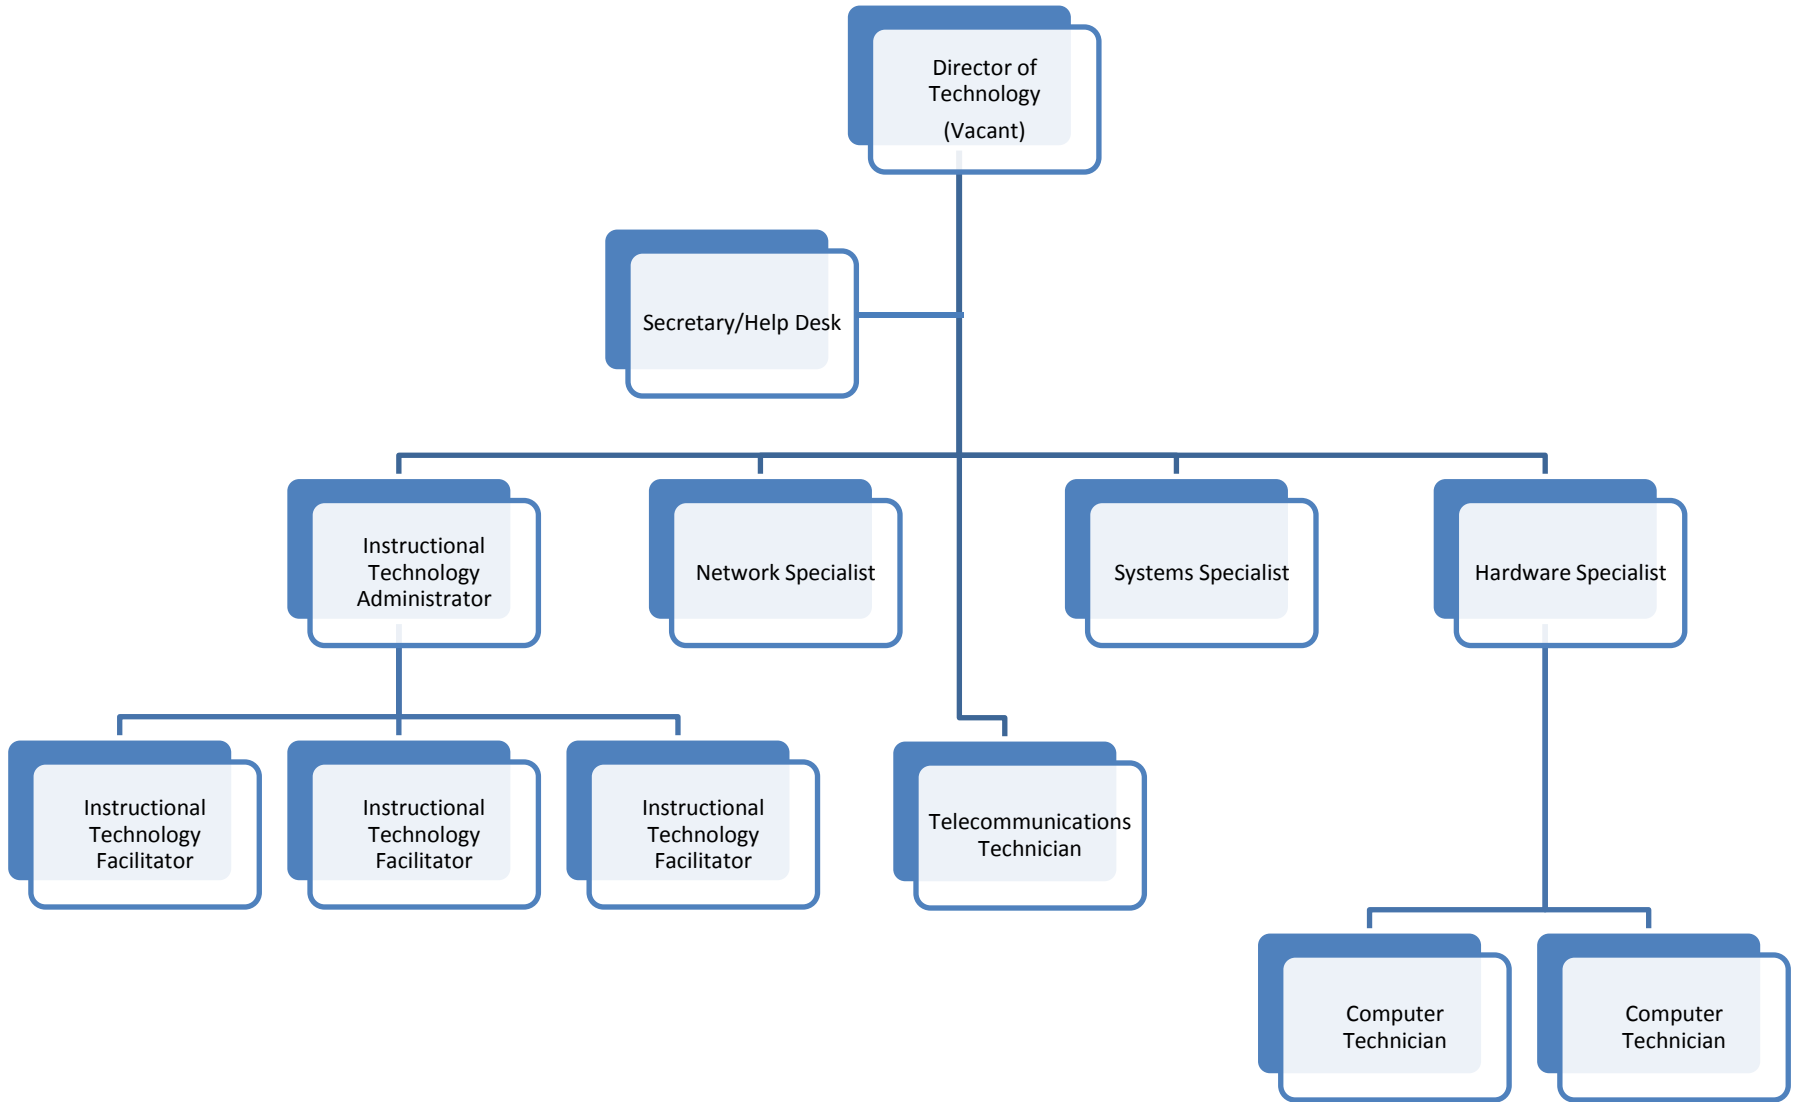 Director of
Technology
(Vacant)
Secretary/Help Desk
Instructional
Technology
Administrator
Network Specialist
Systems Specialist
Hardware Specialist
Instructional
Technology
Facilitator
Instructional
Technology
Facilitator
Instructional
Technology
Facilitator
Telecommunications
Technician
Computer
Technician
Computer
Technician